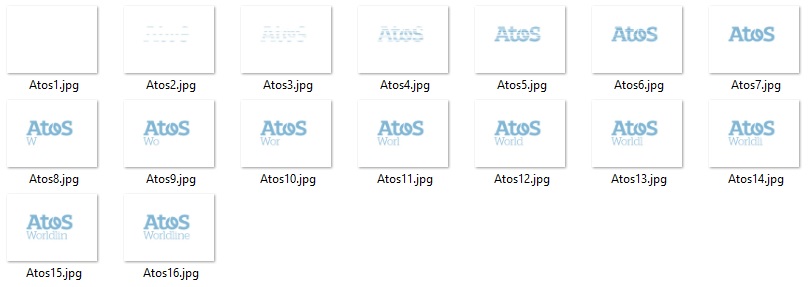 AtoS AtoS AtoS AtoS AtoS AtoS
Atos1.jpg Atos2.jpg Atos3.jpg Atos4.jpg Atos5.jpg Atos6.jpg Atos7.jpg
AtoS AtoS AtoS AtoS AtoS AtoS AtoS
W Wo Wor Worl World Worldl Worldli
Atos8.jpg Atos9.jpg Atos10.jpg Atos11.jpg Atos12.jpg Atos13.jpg Atos14.jpg
AtoS AtoS
Worldlin Worldline
Atos15.jpg Atos16.jpg